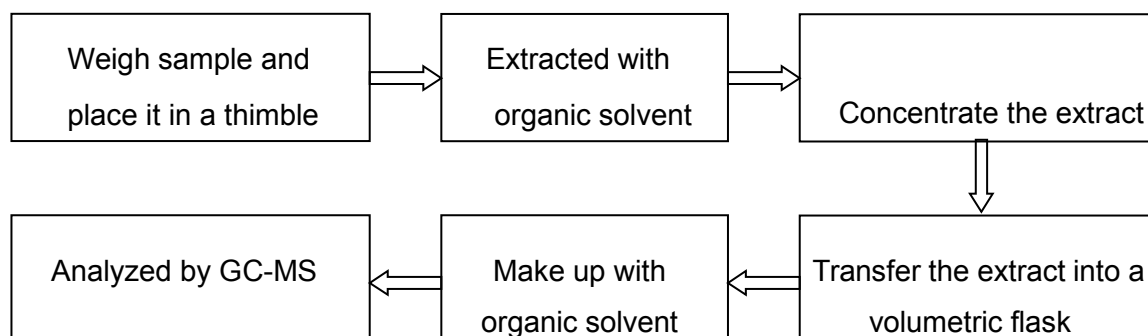 Weigh sample and
place it in a thimble
Extracted with
organic solvent
Concentrate the extract
Transfer the extract into a
volumetric flask
Make up with
organic solvent
Analyzed by GC-MS